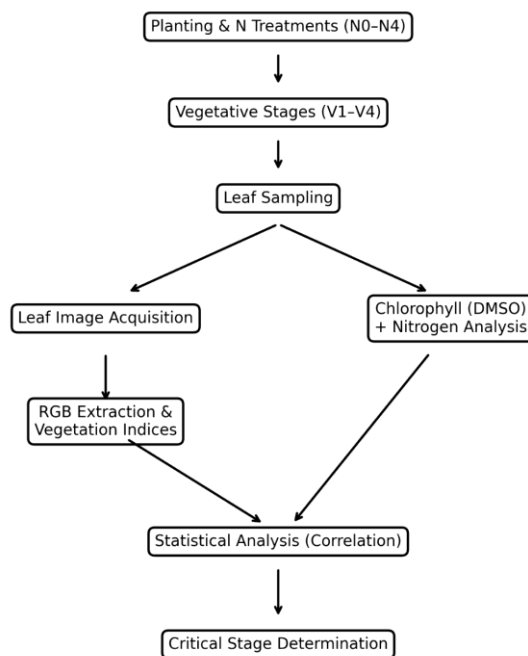 Planting & N Treatments (N0–N4)
Vegetative Stages (V1–V4)
Leaf Sampling
Leaf Image Acquisition
Chlorophyll (DMSO)
+ Nitrogen Analysis
RGB Extraction &
Vegetation Indices
Statistical Analysis (Correlation)
Critical Stage Determination